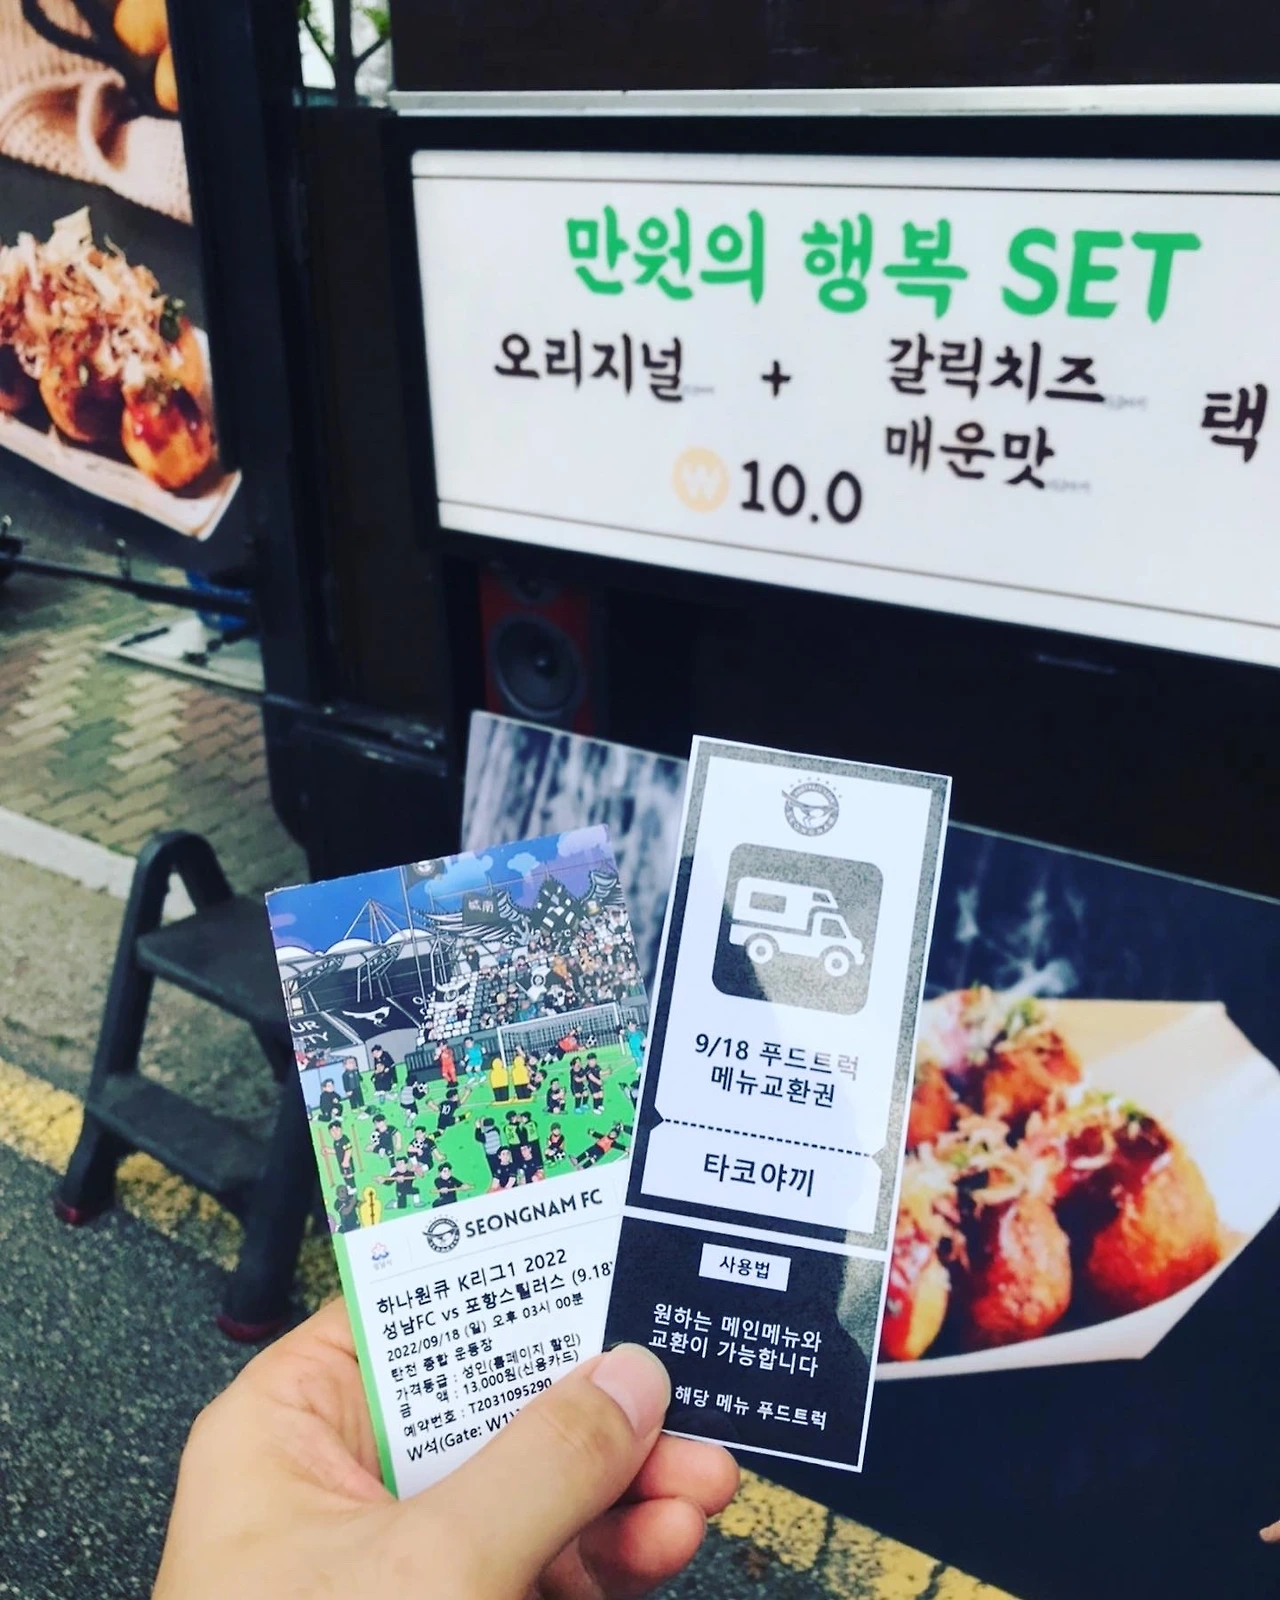 만원의 행복 SET
오리지널 + 갈릭치즈 택
매운맛
₩ 10.0
9/18 푸드트럭
메뉴교환권
타코야끼
사용법
원하는 메인메뉴와
교환이 가능합니다
해당 메뉴 푸드트럭
城南
SEONGNAM FC
하나원큐 K리그1 2022
성남FC vs 포항스틸러스 (9.18)
2022/09/18 (일) 오후 03시 00분
탄천 종합 운동장
가격등급 : 성인(홈페이지 할인)
금 액 : 13,000원(신용카드)
예약번호 : T2031095290
W석(Gate: W1)